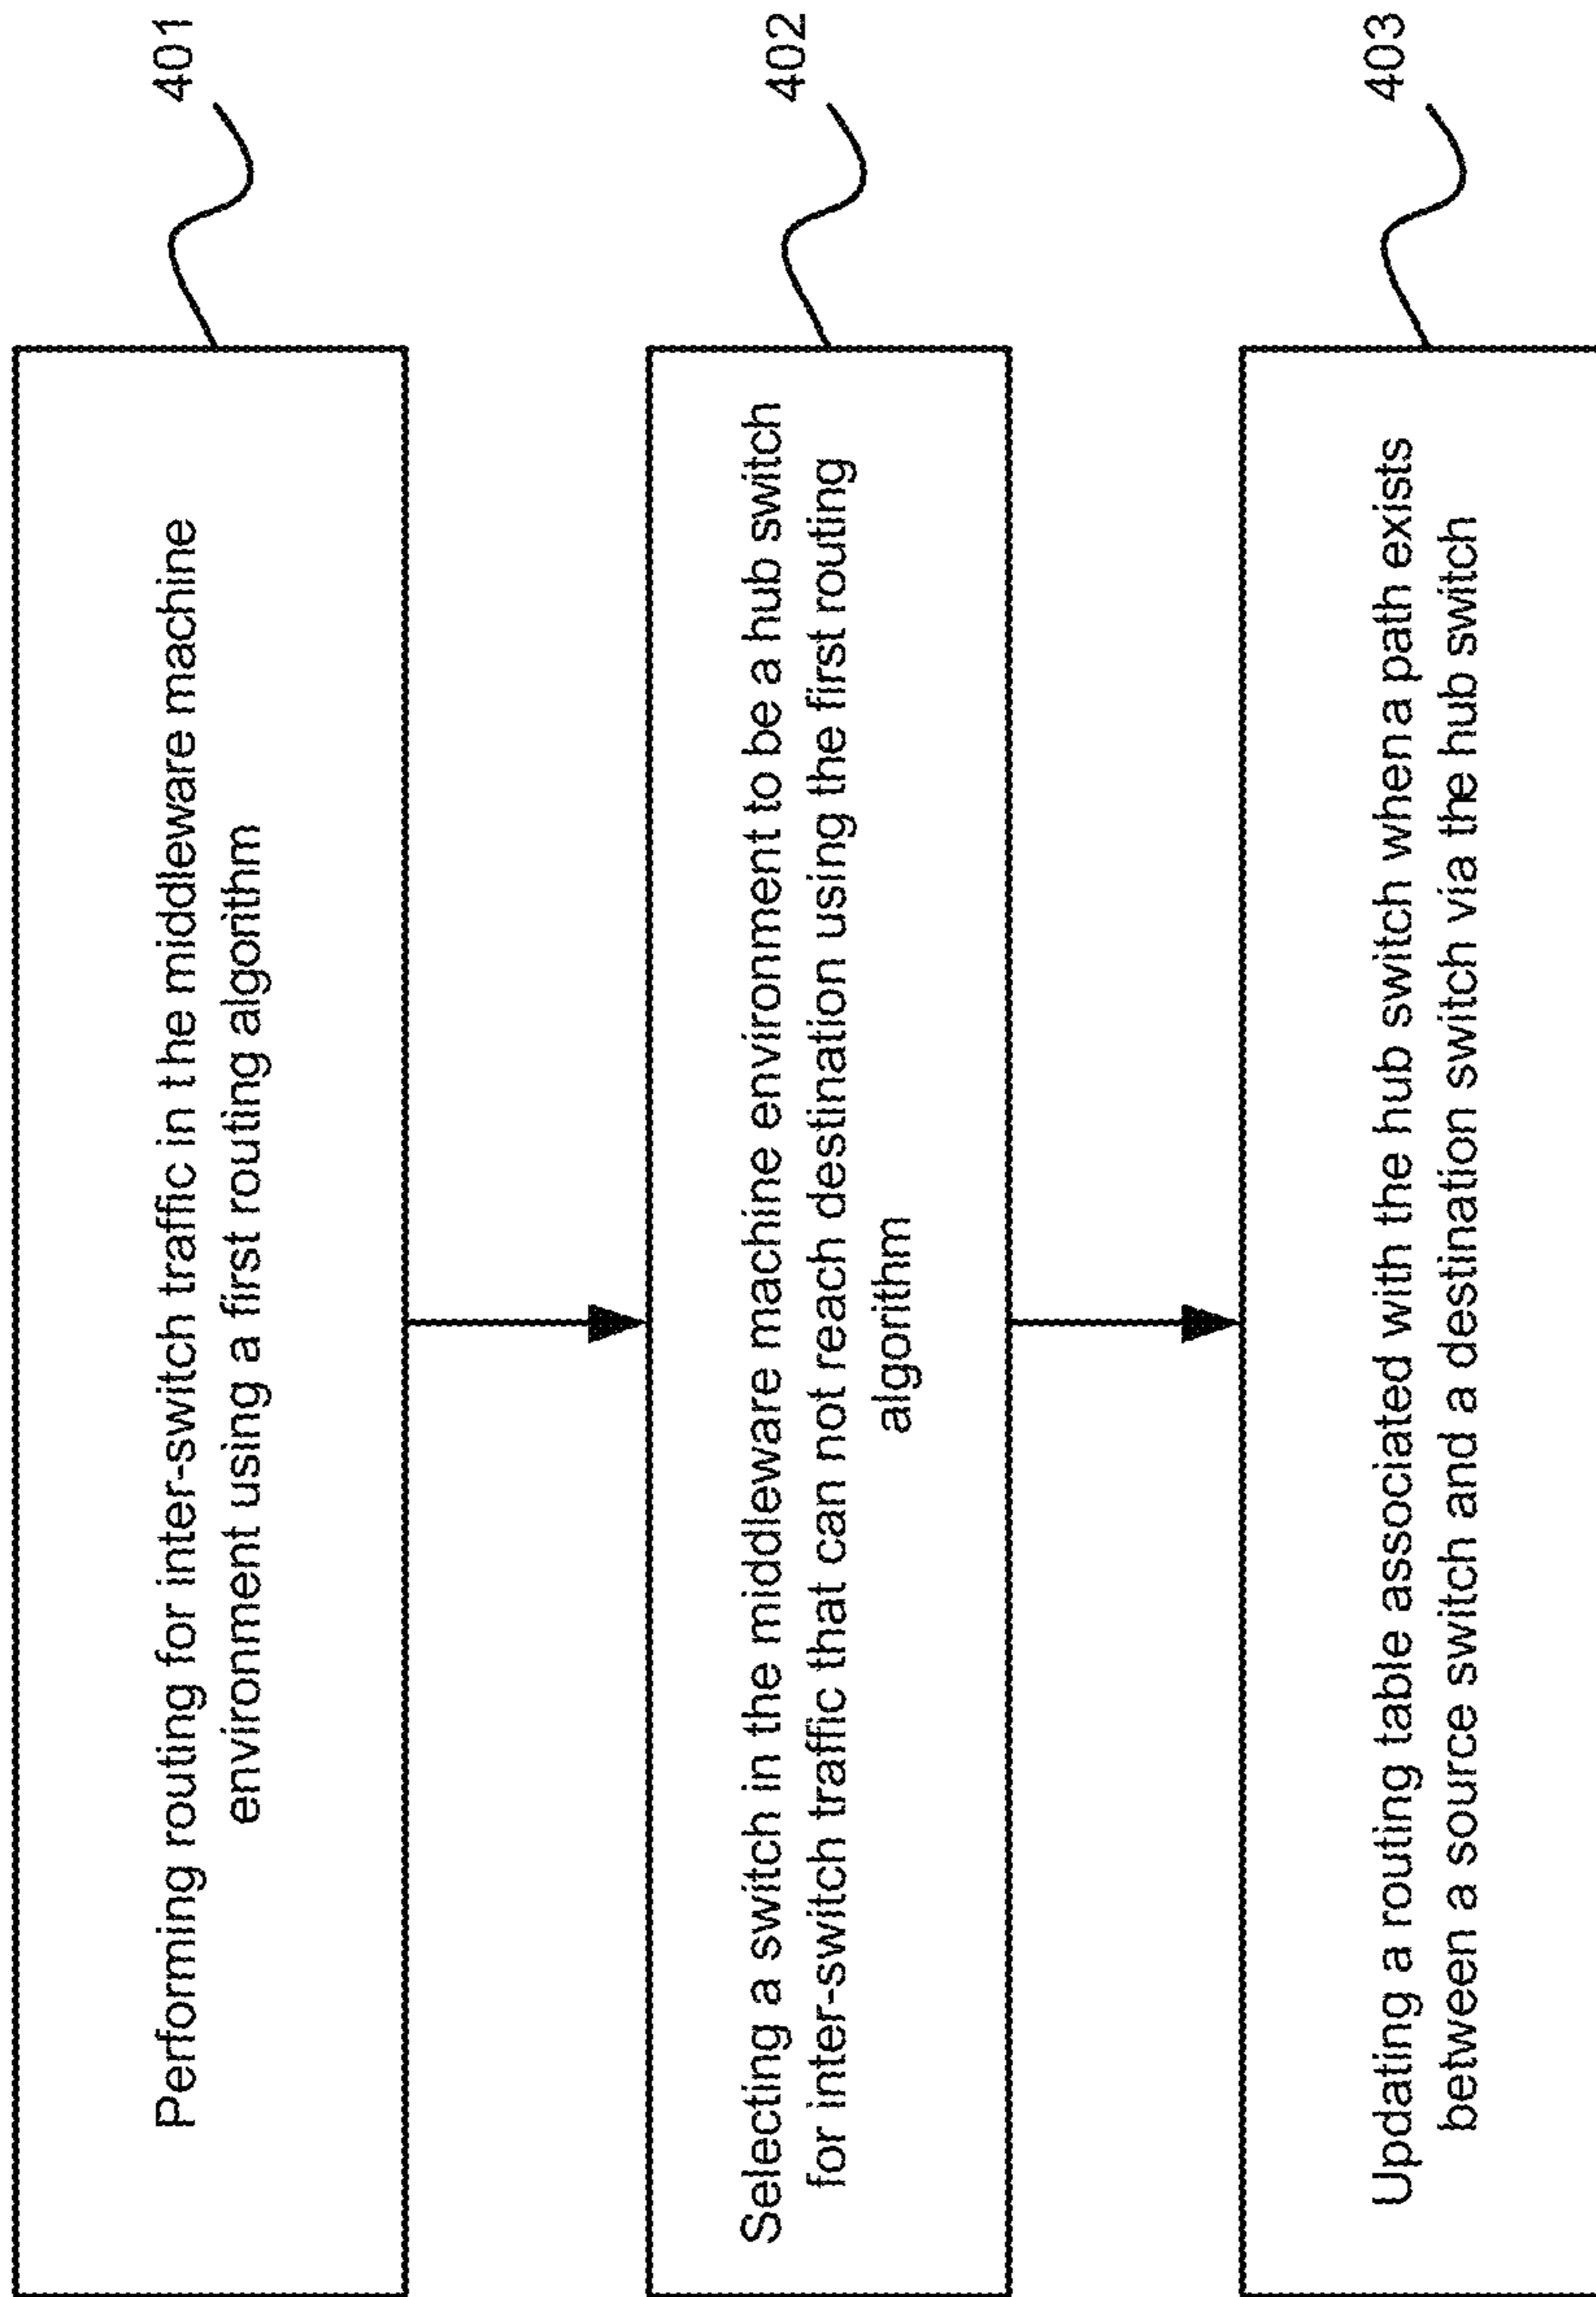 401
Performing routing for inter-switch traffic in the middleware machine
environment using a first routing algorithm
402
Selecting a switch in the middleware machine environment to be a hub switch
for inter-switch traffic that can not reach destination using the first routing
algorithm
403
Updating a routing table associated with the hub switch when a path exists
between a source switch and a destination switch via the hub switch